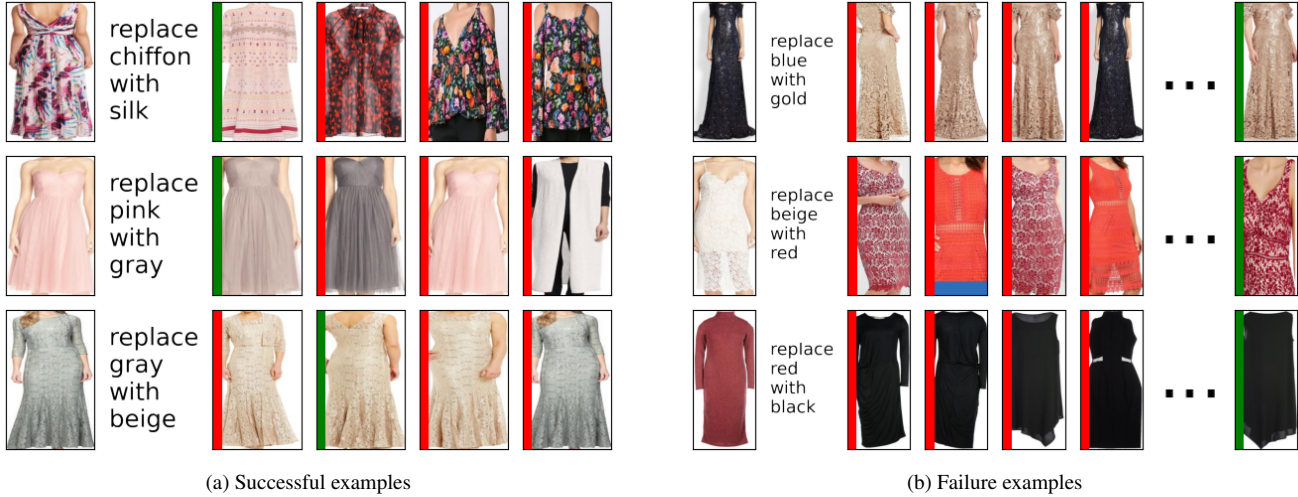 replace
chiffon
with
silk
replace
pink
with
gray
replace
gray
with
beige
(a) Successful examples
replace
blue
with
gold
...
replace
beige
with
red
...
replace
red
with
black
...
(b) Failure examples